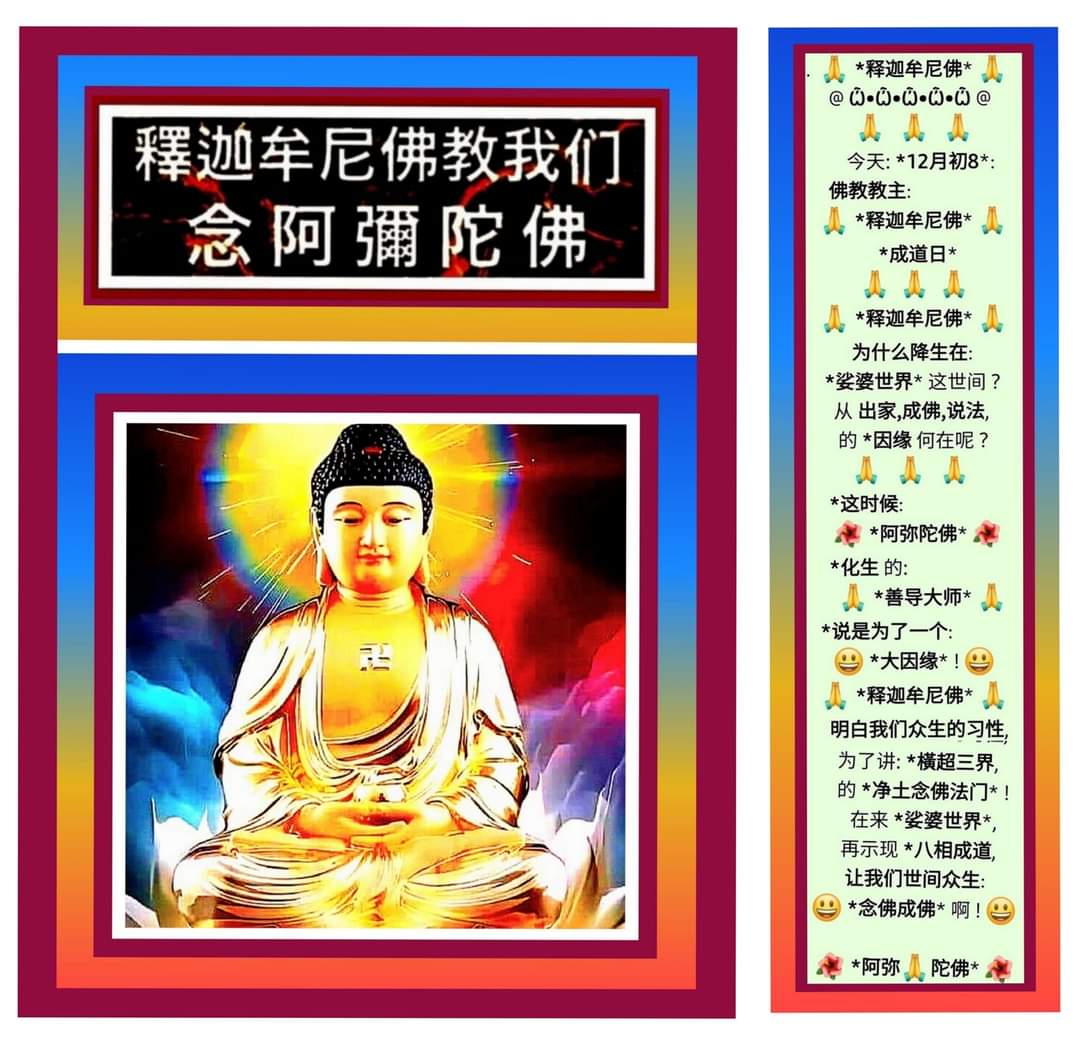 釋迦牟尼佛教我们
念阿彌陀佛
卍
. 🙏 *释迦牟尼佛* 🙏
🙏 🙏 🙏
今天: *12月初8*:
佛教教主:
🙏 *释迦牟尼佛* 🙏
*成道日*
🙏 🙏 🙏
🙏 *释迦牟尼佛* 🙏
为什么降生在:
*娑婆世界* 这世间？
从 出家,成佛,说法,
的 *因缘 何在呢？
🙏 🙏 🙏
*这时候:
🌺 *阿弥陀佛* 🌺
*化生 的:
🙏 *善导大师* 🙏
*说是为了一个:
😀 *大因缘* ! 😀
🙏 *释迦牟尼佛* 🙏
明白我们众生的习性,
为了讲: *橫超三界,
的 *净土念佛法门* !
在来 *娑婆世界*,
再示现 *八相成道,
让我们世间众生:
😀 *念佛成佛* 啊 ! 😀
🌺 *阿弥 🙏 陀佛* 🌺